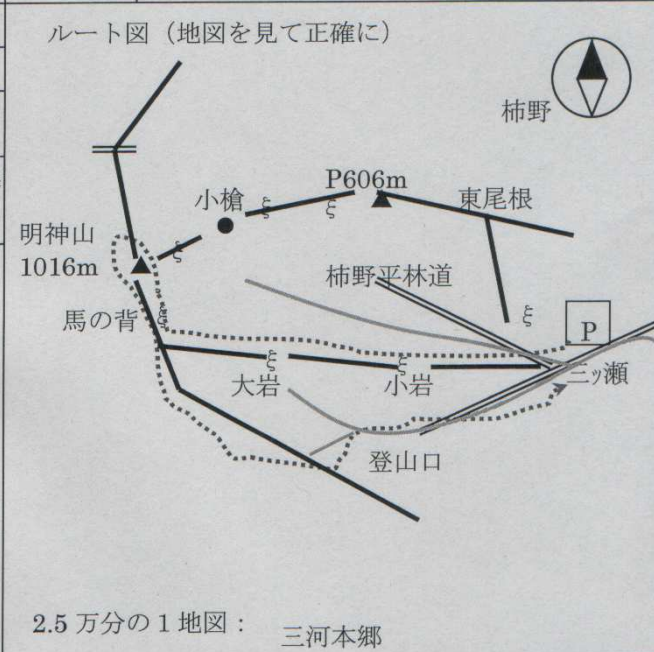 ルート図（地図を見て正確に）
柿野
P606m
小槍
東尾根
明神山
1016m
柿野平林道
馬の背
P
三ッ瀬
大岩
小岩
登山口
2.5 万分の 1 地図： 三河本郷